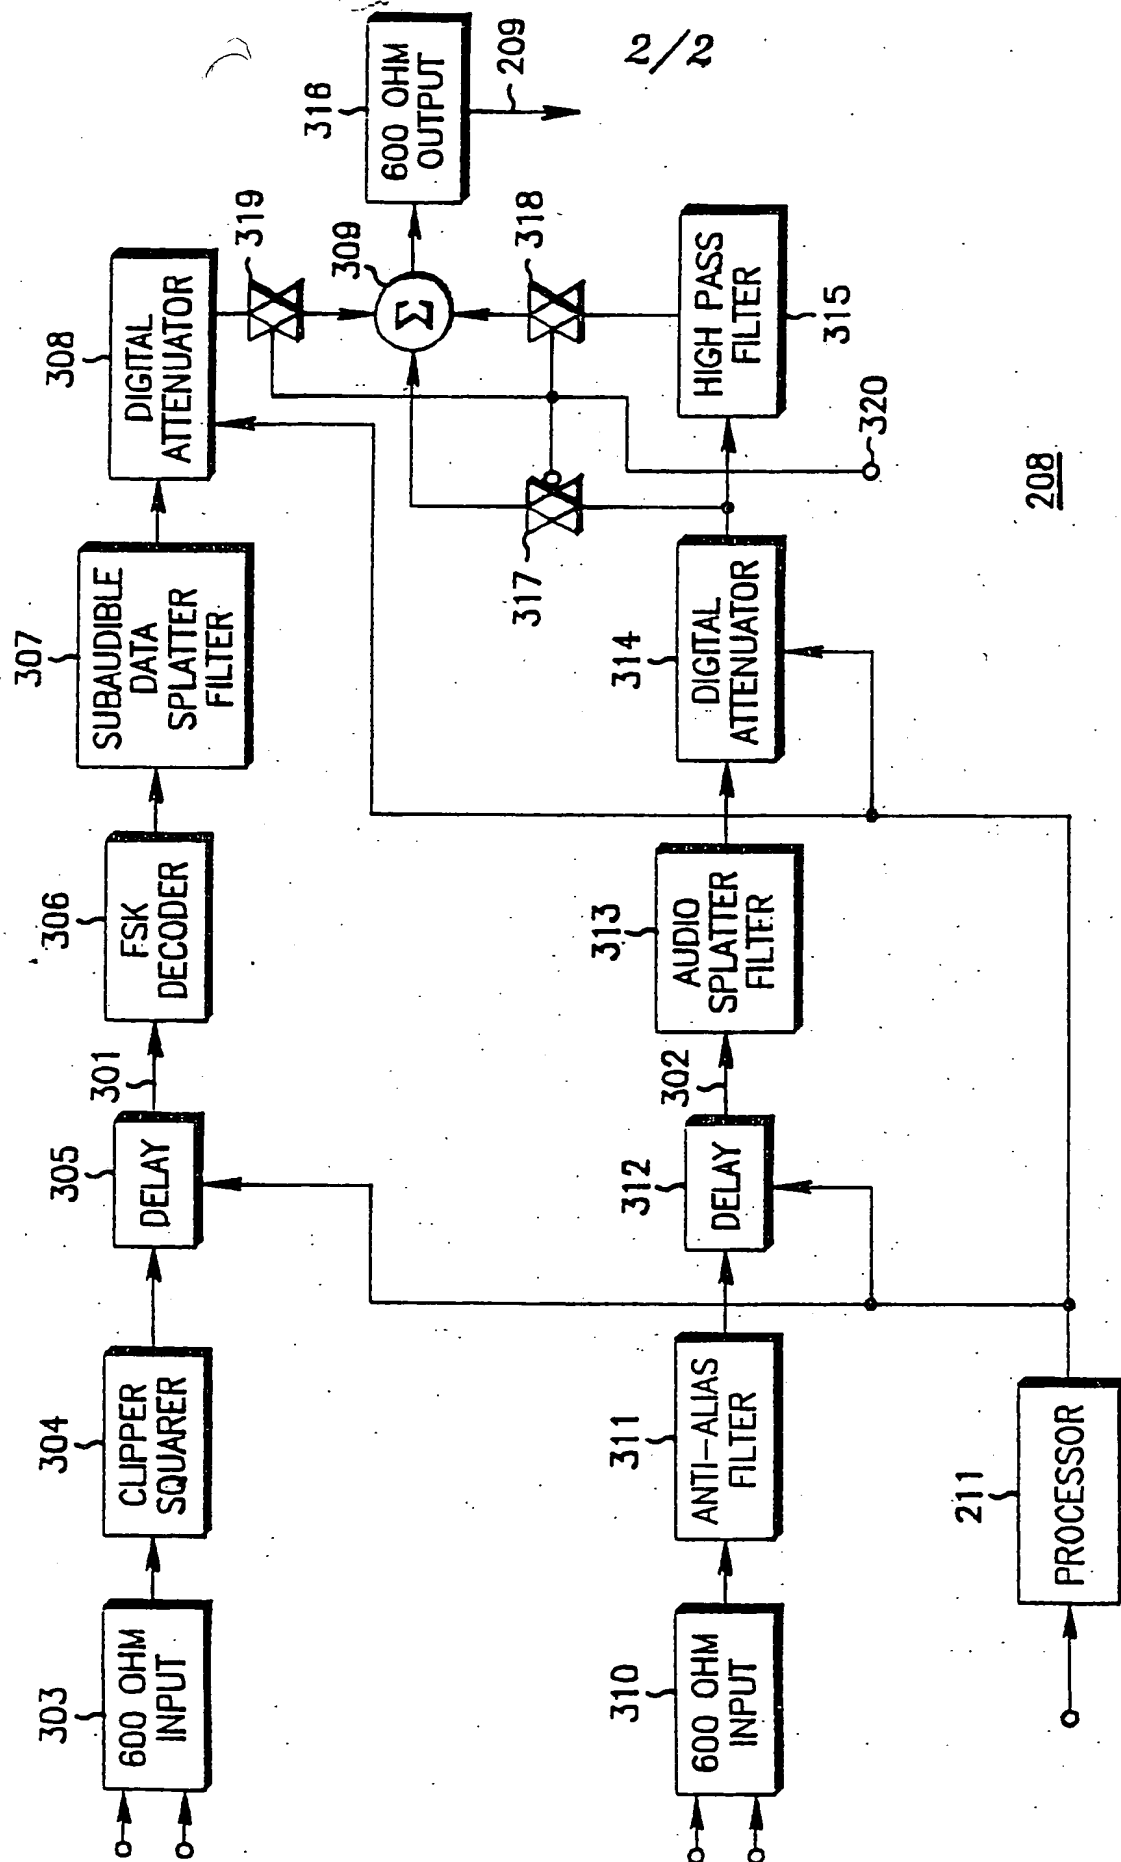 2/2
303
600 OHM
INPUT
304
CLIPPER
SQUARER
305
DELAY
301
306
FSK
DECODER
307
SUBAUDIBLE
DATA
SPLATTER
FILTER
308
DIGITAL
ATTENUATOR
319
309
Σ
316
600 OHM
OUTPUT
209
310
600 OHM
INPUT
311
ANTI-ALIAS
FILTER
312
DELAY
302
313
AUDIO
SPLATTER
FILTER
314
DIGITAL
ATTENUATOR
317
318
HIGH PASS
FILTER
315
320
211
PROCESSOR
208